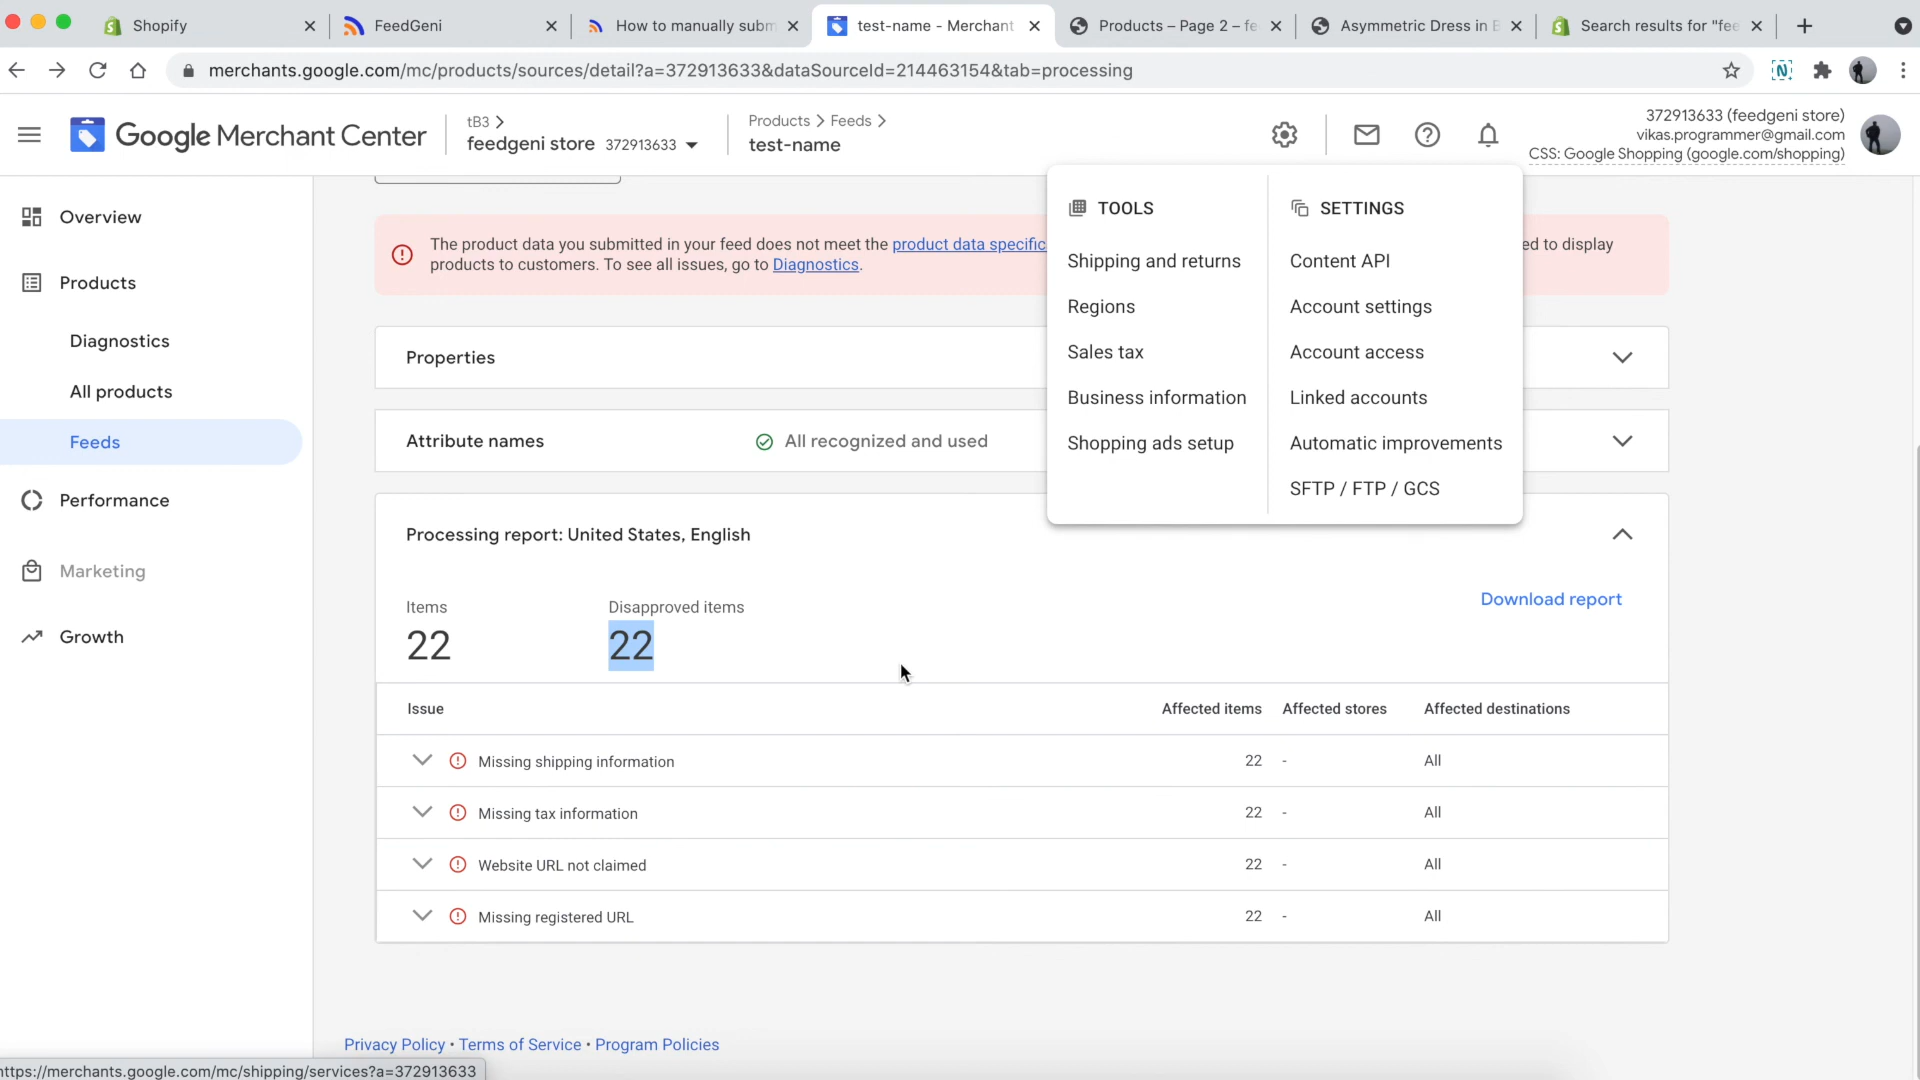 Shopify
FeedGeni
How to manually subm
test-name - Merchant
Products – Page 2 – fe
Asymmetric Dress in B
Search results for "fee
merchants.google.com/mc/products/sources/detail?a=372913633&dataSourceId=214463154&tab=processing
Google Merchant Center
tB3
feedgeni store 372913633
Products > Feeds >
test-name
372913633 (feedgeni store)
vikas.programmer@gmail.com
CSS: Google Shopping (google.com/shopping)
Overview
Products
Diagnostics
All products
Feeds
Performance
Marketing
Growth
The product data you submitted in your feed does not meet the product data specific
ed to display
products to customers. To see all issues, go to Diagnostics.
TOOLS
Shipping and returns
Regions
Sales tax
Business information
Shopping ads setup
SETTINGS
Content API
Account settings
Account access
Linked accounts
Automatic improvements
SFTP / FTP / GCS
Properties
Attribute names
All recognized and used
Processing report: United States, English
Items
22
Disapproved items
22
Download report
Issue Affected items Affected stores Affected destinations
Missing shipping information 22 - All
Missing tax information 22 - All
Website URL not claimed 22 - All
Missing registered URL 22 - All
Privacy Policy • Terms of Service • Program Policies
ttps://merchants.google.com/mc/shipping/services?a=372913633